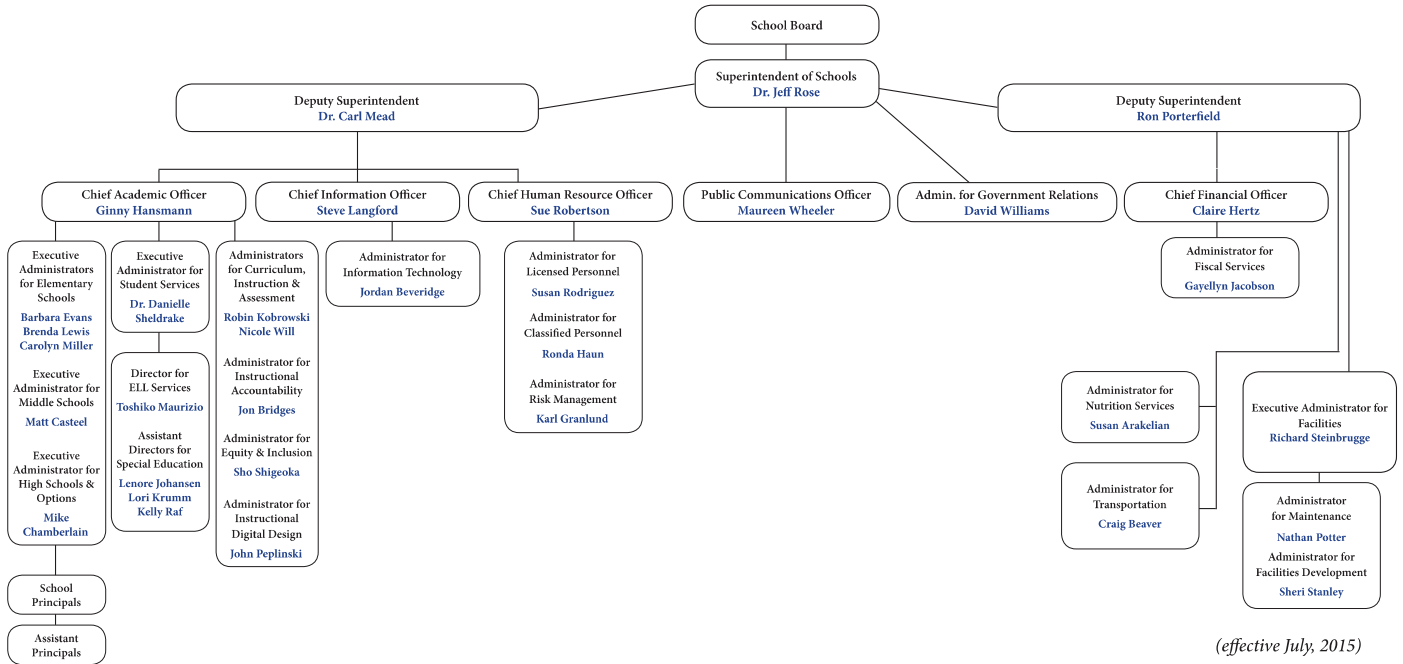 School Board
Superintendent of Schools
Dr. Jeff Rose
Deputy Superintendent
Dr. Carl Mead
Deputy Superintendent
Ron Porterfield
Chief Academic Officer
Ginny Hansmann
Chief Information Officer
Steve Langford
Chief Human Resource Officer
Sue Robertson
Public Communications Officer
Maureen Wheeler
Admin. for Government Relations
David Williams
Chief Financial Officer
Claire Hertz
Executive
Administrators
for Elementary
Schools
Barbara Evans
Brenda Lewis
Carolyn Miller
Executive
Administrator for
Middle Schools
Matt Casteel
Executive
Administrator for
High Schools &
Options
Mike
Chamberlain
School
Principals
Assistant
Principals
Executive
Administrator for
Student Services
Dr. Danielle
Sheldrake
Director for
ELL Services
Toshiko Maurizio
Assistant
Directors for
Special Education
Lenore Johansen
Lori Krumm
Kelly Raf
Administrators
for Curriculum,
Instruction &
Assessment
Robin Kobrowski
Nicole Will
Administrator for
Instructional
Accountability
Jon Bridges
Administrator for
Equity & Inclusion
Sho Shigeoka
Administrator for
Instructional
Digital Design
John Peplinski
Administrator for
Information Technology
Jordan Beveridge
Administrator for
Licensed Personnel
Susan Rodriguez
Administrator for
Classified Personnel
Ronda Haun
Administrator for
Risk Management
Karl Granlund
Administrator for
Fiscal Services
Gayellyn Jacobson
Administrator for
Nutrition Services
Susan Arakelian
Administrator for
Transportation
Craig Beaver
Executive Administrator for
Facilities
Richard Steinbrugge
Administrator
for Maintenance
Nathan Potter
Administrator for
Facilities Development
Sheri Stanley
(effective July, 2015)